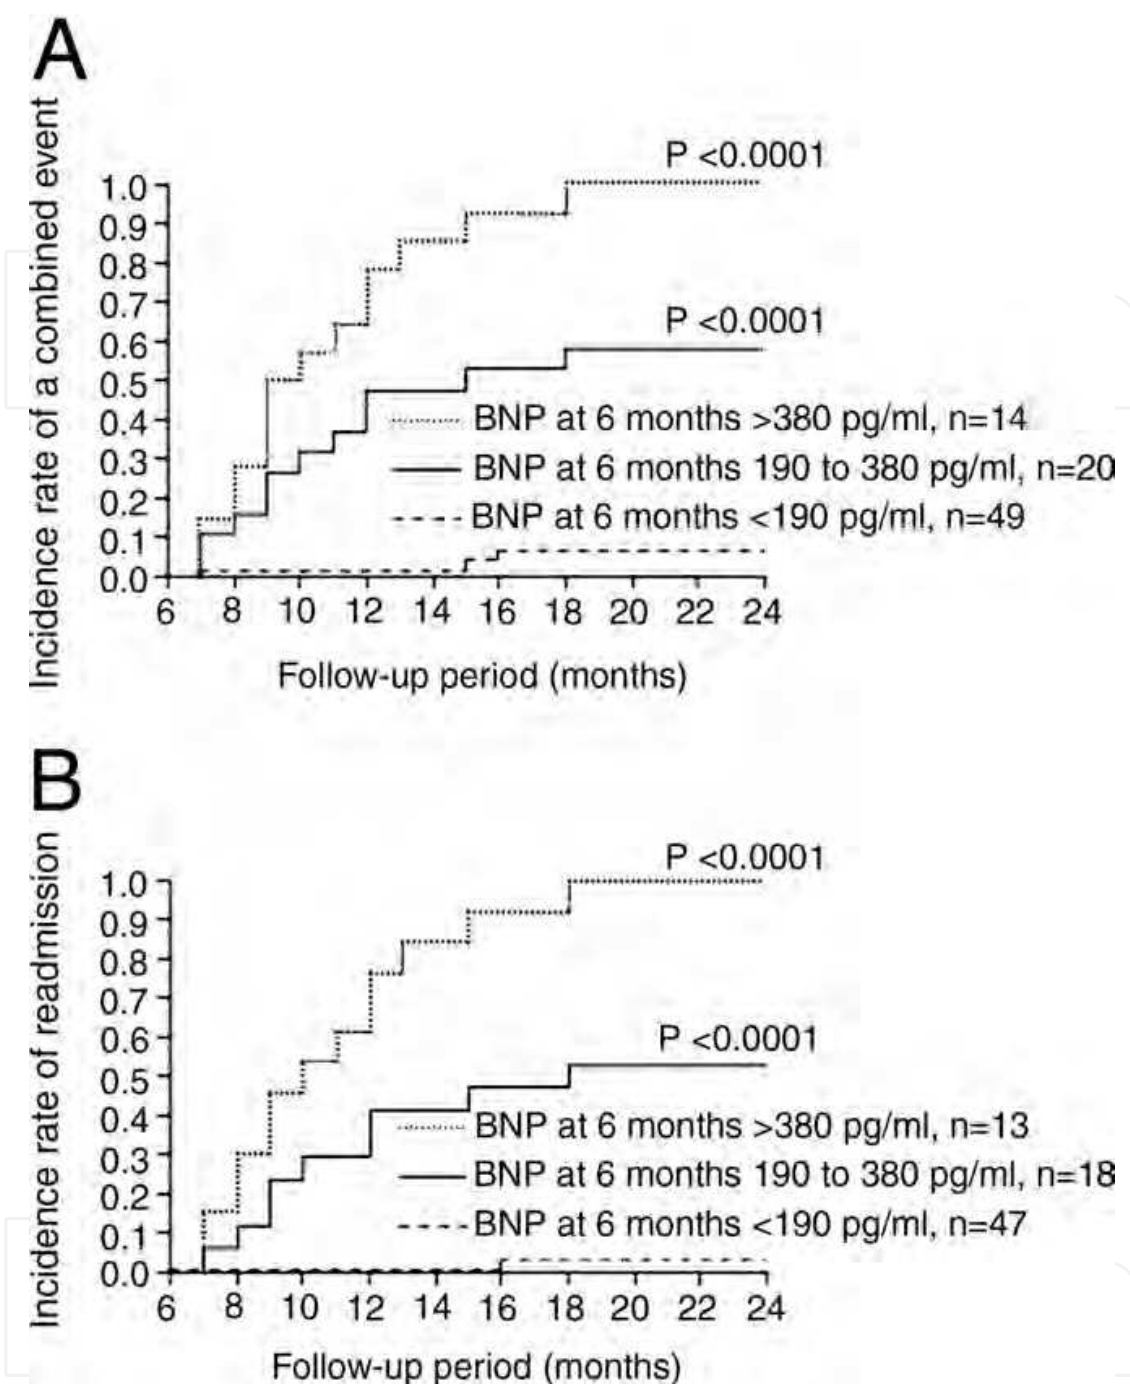 A
Incidence rate of a combined event
P <0.0001
1.0
0.9
0.8
0.7
P <0.0001
0.6
0.5
0.4
BNP at 6 months >380 pg/ml, n=14
0.3
BNP at 6 months 190 to 380 pg/ml, n=20
0.2
BNP at 6 months <190 pg/ml, n=49
0.1
0.0
6 8 10 12 14 16 18 20 22 24
Follow-up period (months)
B
Incidence rate of readmission
P <0.0001
1.0
0.9
0.8
0.7
P <0.0001
0.6
0.5
0.4
BNP at 6 months >380 pg/ml, n=13
0.3
BNP at 6 months 190 to 380 pg/ml, n=18
0.2
BNP at 6 months <190 pg/ml, n=47
0.1
0.0
6 8 10 12 14 16 18 20 22 24
Follow-up period (months)